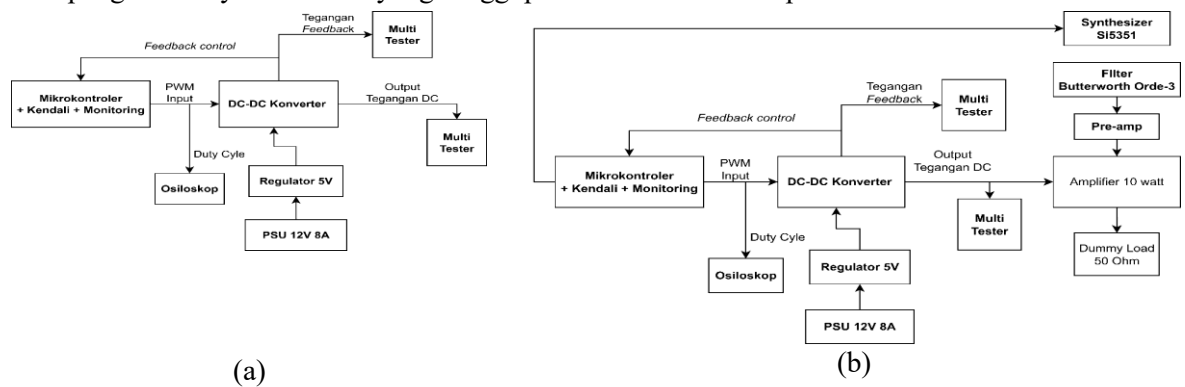 Tegangan
Feedback
Multi
Tester
Feedback control
Mikrokontroler
+ Kendali + Monitoring
PWM
Input
DC-DC Konverter
Output
Tegangan DC
Multi
Tester
Duty Cyle
Osiloskop
Regulator 5V
PSU 12V 8A
(a)
Synthesizer
Si5351
FIlter
Butterworth Orde-3
Pre-amp
Tegangan
Feedback
Multi
Tester
Feedback control
Mikrokontroler
+ Kendali + Monitoring
PWM
Input
DC-DC Konverter
Output
Tegangan DC
Amplifier 10 watt
Multi
Tester
Duty Cyle
Osiloskop
Regulator 5V
Dummy Load
50 Ohm
PSU 12V 8A
(b)